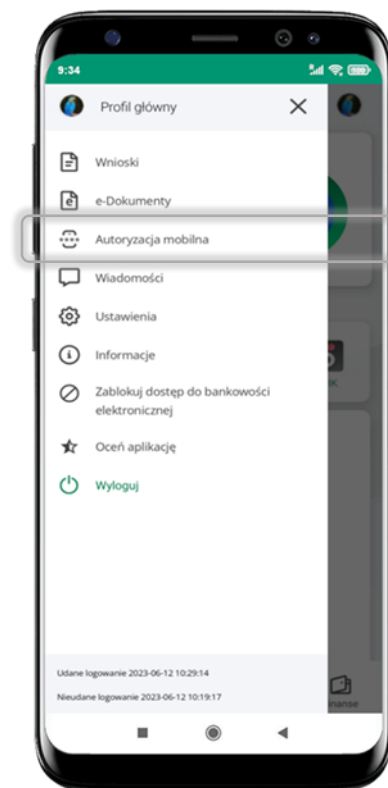 9:34
Profil główny
Wnioski
e-Dokumenty
Autoryzacja mobilna
Wiadomości
Ustawienia
Informacje
Zablokuj dostęp do bankowości
elektronicznej
Oceń aplikację
Wyloguj
Udane logowanie 2023-06-12 10:29:14
Nieudane logowanie 2023-06-12 10:19:17
inanse